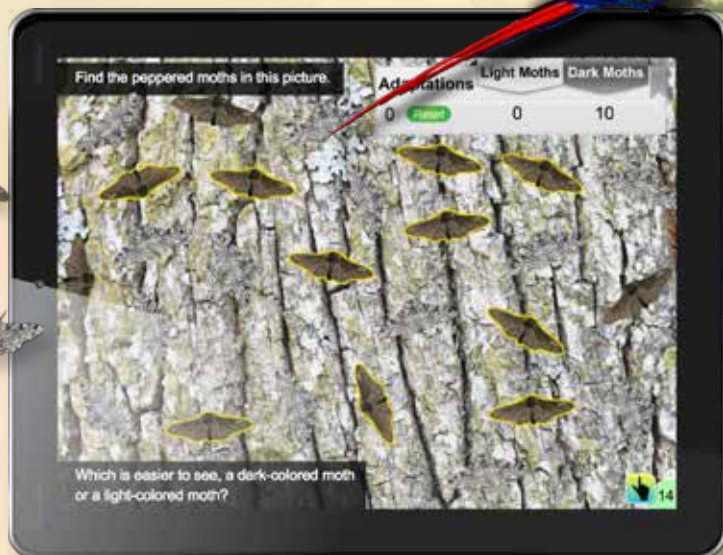 Find the peppered moths in this picture.
Adaptations Light Moths Dark Moths
0 Reset 0 10
Which is easier to see, a dark-colored moth
or a light-colored moth?
14